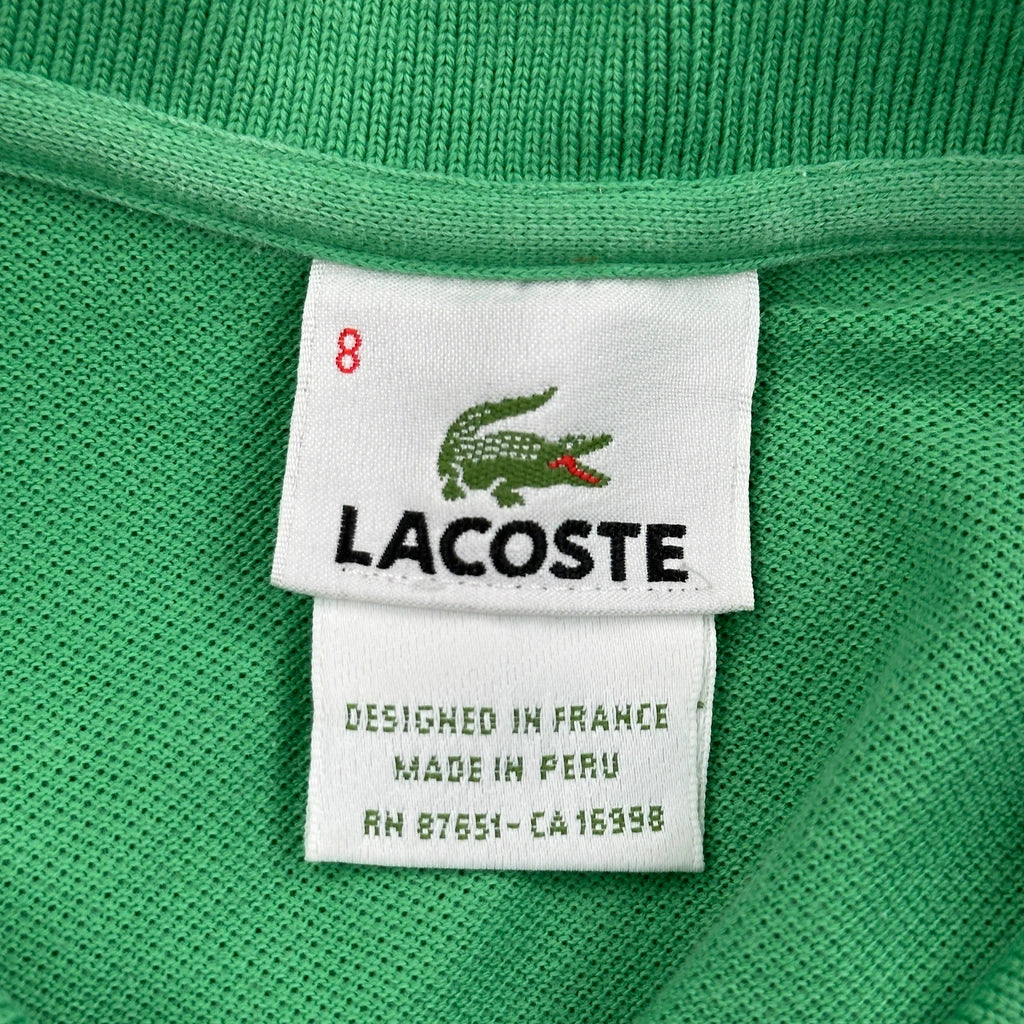 8
LACOSTE
DESIGNED IN FRANCE
MADE IN PERU
RN 87651-CA 16998